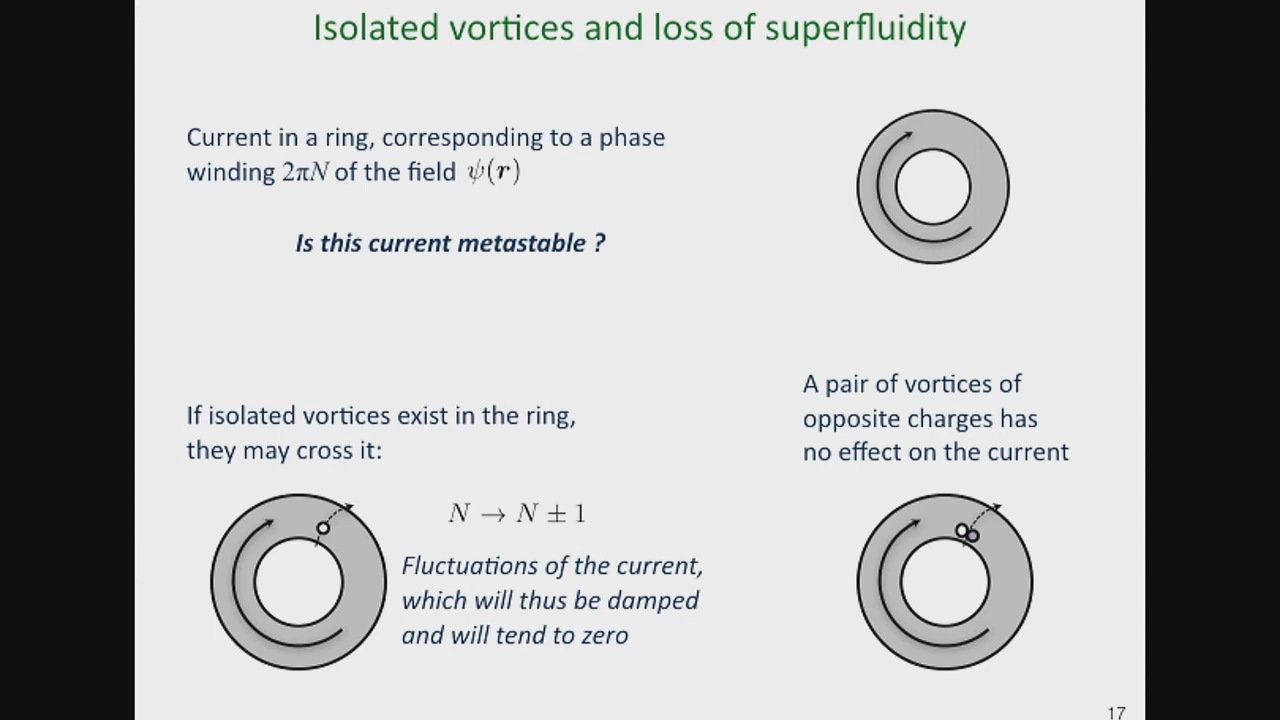 Isolated vortices and loss of superfluidity
Current in a ring, corresponding to a phase
winding 2πN of the field ψ(r)
Is this current metastable ?
If isolated vortices exist in the ring,
they may cross it:
N → N ± 1
Fluctuations of the current,
which will thus be damped
and will tend to zero
A pair of vortices of
opposite charges has
no effect on the current
17